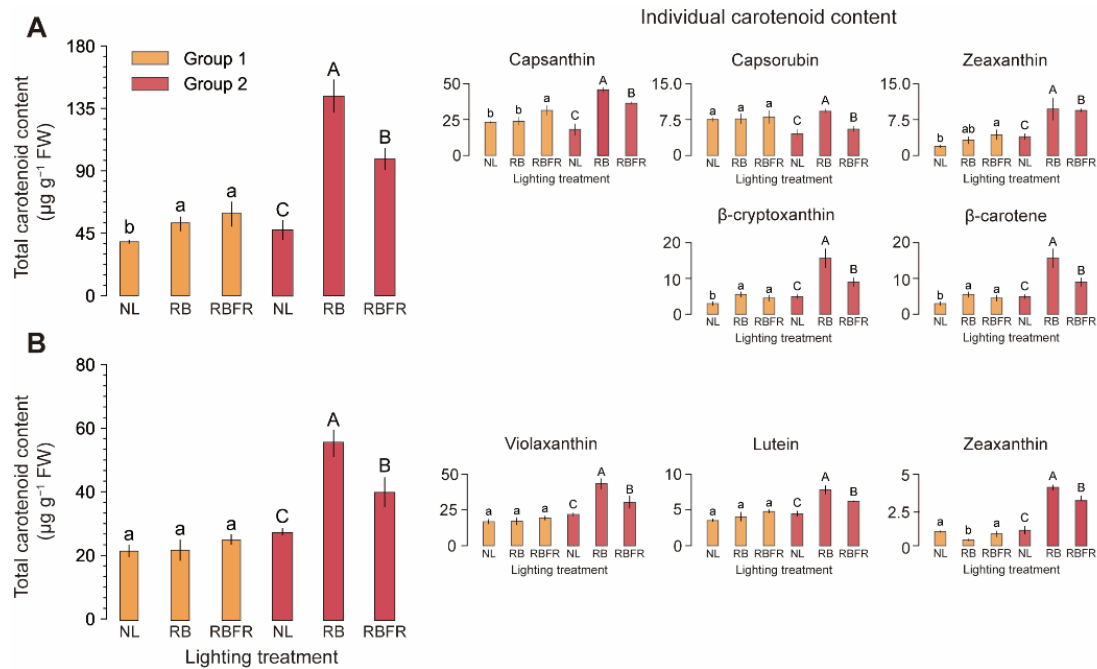 A
Total carotenoid content
(µg g⁻¹ FW)
180
135
90
45
0
Group 1
Group 2
b
a
a
C
A
B
NL RB RBFR NL RB RBFR
Individual carotenoid content
Capsanthin
50
25
0
b b a C A B
NL RB RBFR NL RB RBFR
Lighting treatment
Capsorubin
15.0
7.5
0
a a a C A B
NL RB RBFR NL RB RBFR
Lighting treatment
Zeaxanthin
15.0
7.5
0
b ab a C A B
NL RB RBFR NL RB RBFR
Lighting treatment
β-cryptoxanthin
20
10
0
b a a C A B
NL RB RBFR NL RB RBFR
Lighting treatment
β-carotene
20
10
0
b a a C A B
NL RB RBFR NL RB RBFR
Lighting treatment
B
Total carotenoid content
(µg g⁻¹ FW)
80
60
40
20
0
a a a C A B
NL RB RBFR NL RB RBFR
Lighting treatment
Violaxanthin
50
25
0
a a a C A B
NL RB RBFR NL RB RBFR
Lighting treatment
Lutein
10
5
0
a a a C A B
NL RB RBFR NL RB RBFR
Lighting treatment
Zeaxanthin
5
2.5
0
a b a C A B
NL RB RBFR NL RB RBFR
Lighting treatment